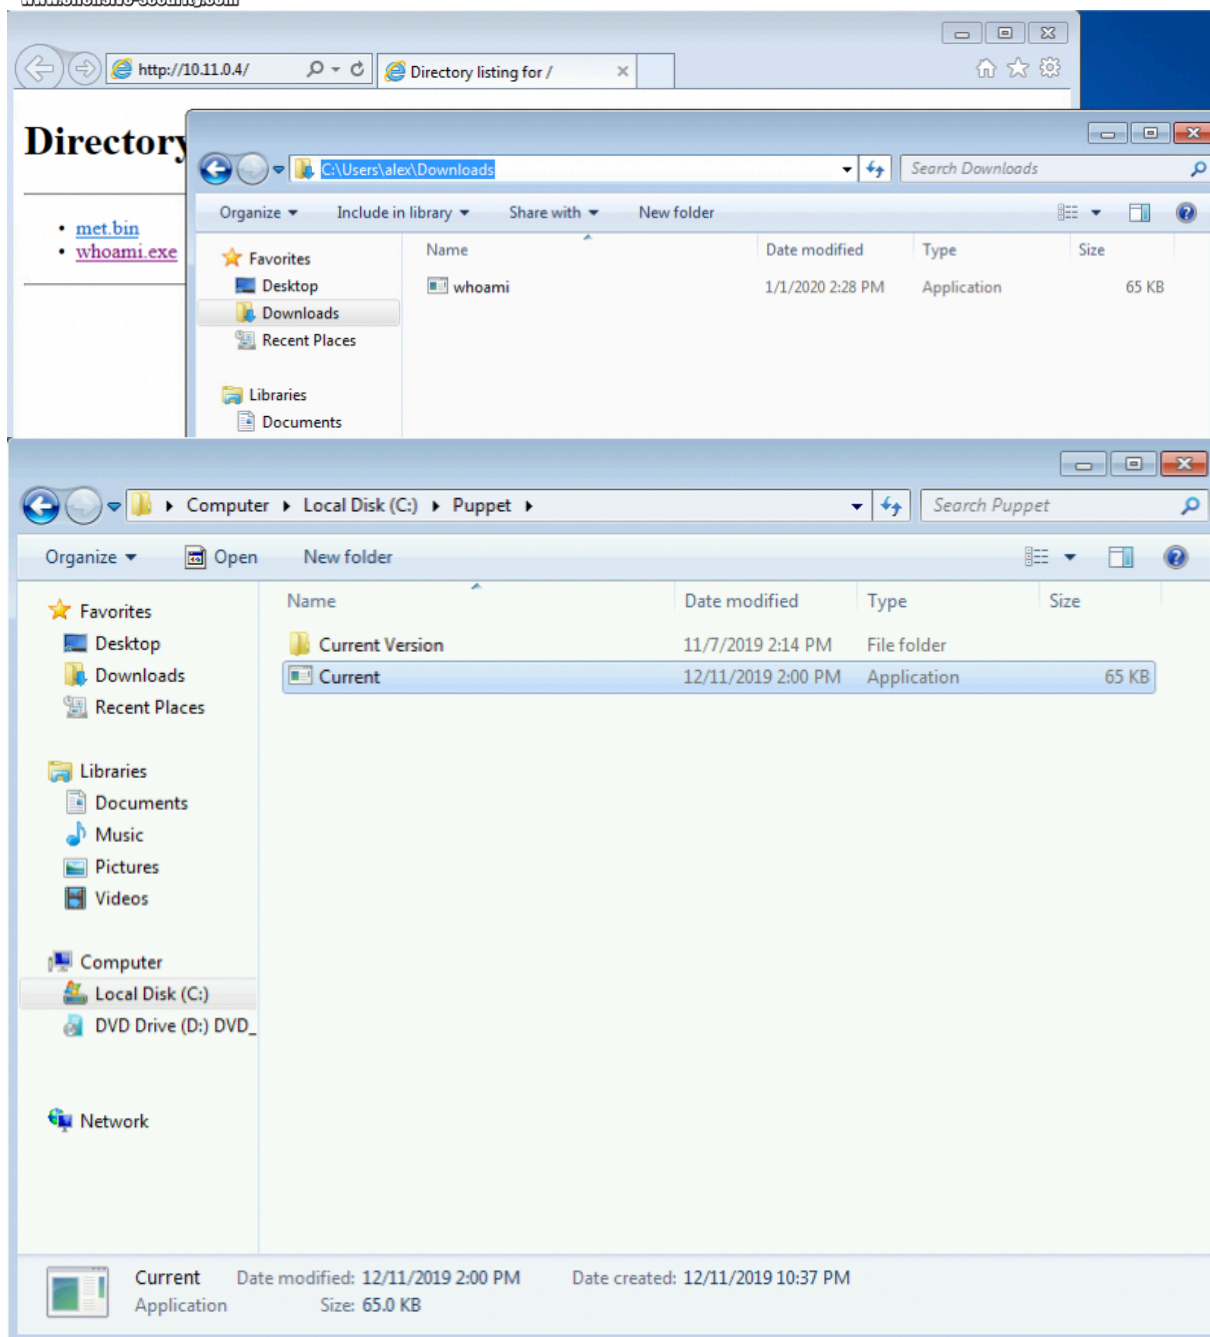 www.offensive-security.com
http://10.11.0.4/
Directory listing for /
Directory
met.bin
whoami.exe
C:\Users\alex\Downloads
Search Downloads
Organize
Include in library
Share with
New folder
Favorites
Desktop
Downloads
Recent Places
Libraries
Documents
Name
Date modified
Type
Size
whoami
1/1/2020 2:28 PM
Application
65 KB
Computer
Local Disk (C:)
Puppet
Search Puppet
Organize
Open
New folder
Favorites
Desktop
Downloads
Recent Places
Libraries
Documents
Music
Pictures
Videos
Computer
Local Disk (C:)
DVD Drive (D:) DVD_
Network
Name
Date modified
Type
Size
Current Version
11/7/2019 2:14 PM
File folder
Current
12/11/2019 2:00 PM
Application
65 KB
Current
Date modified: 12/11/2019 2:00 PM
Date created: 12/11/2019 10:37 PM
Application
Size: 65.0 KB